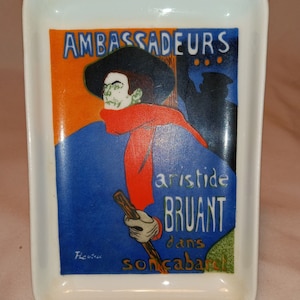 AMBASSADEURS
...
aristide
BRUANT
dans
son cabaret